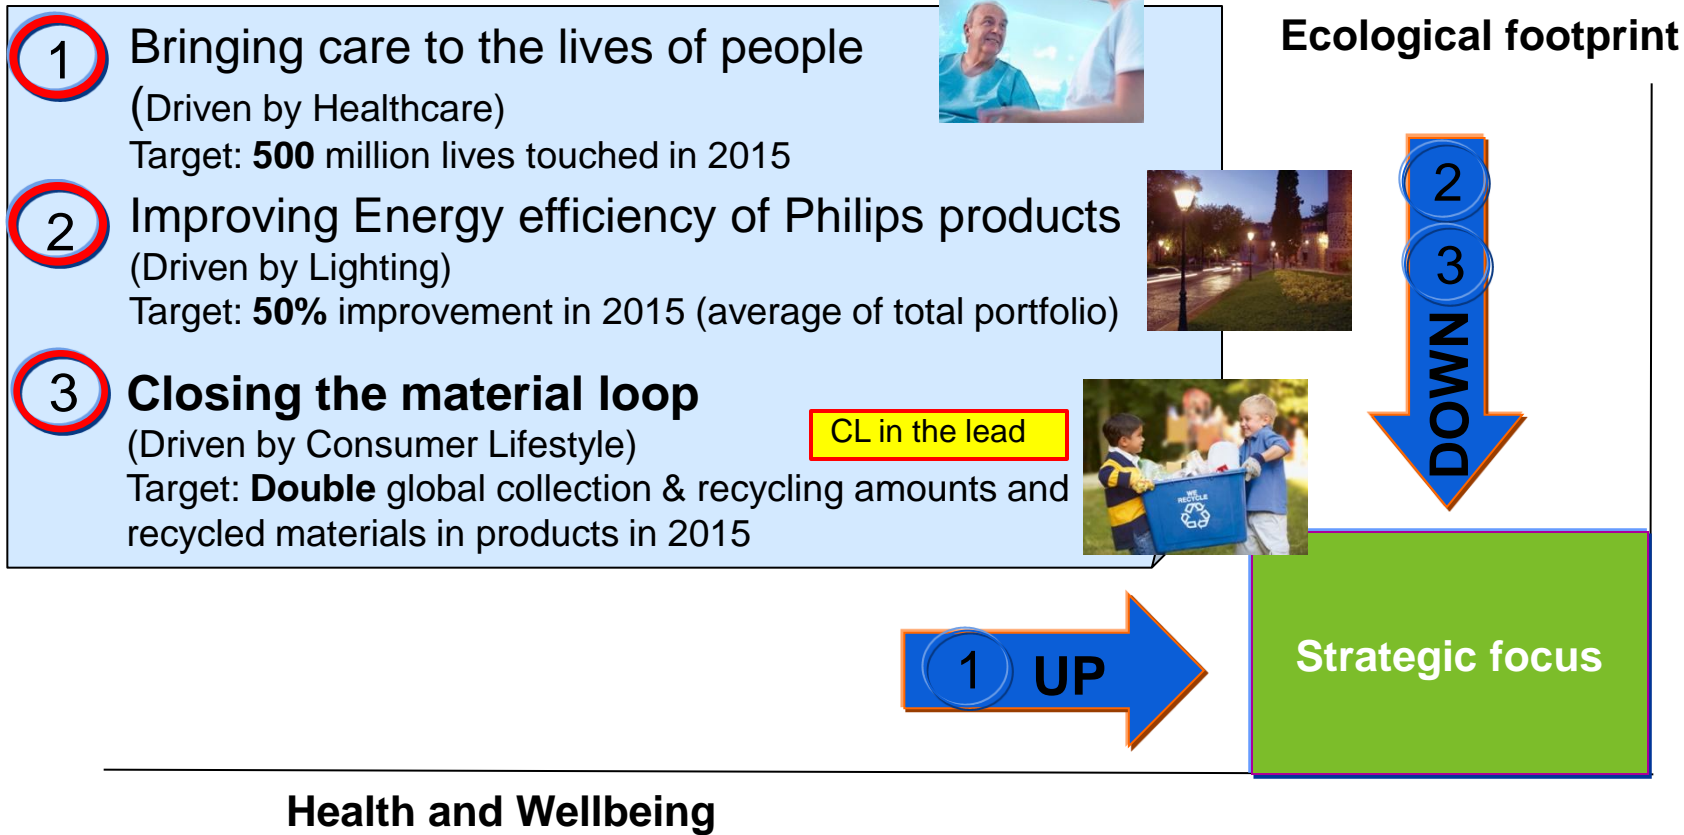 1
Bringing care to the lives of people
(Driven by Healthcare)
Target: 500 million lives touched in 2015
2
Improving Energy efficiency of Philips products
(Driven by Lighting)
Target: 50% improvement in 2015 (average of total portfolio)
3
Closing the material loop
(Driven by Consumer Lifestyle)
CL in the lead
Target: Double global collection & recycling amounts and
recycled materials in products in 2015
WE
RECYCLE
Ecological footprint
2
3
DOWN
1 UP
Strategic focus
Health and Wellbeing